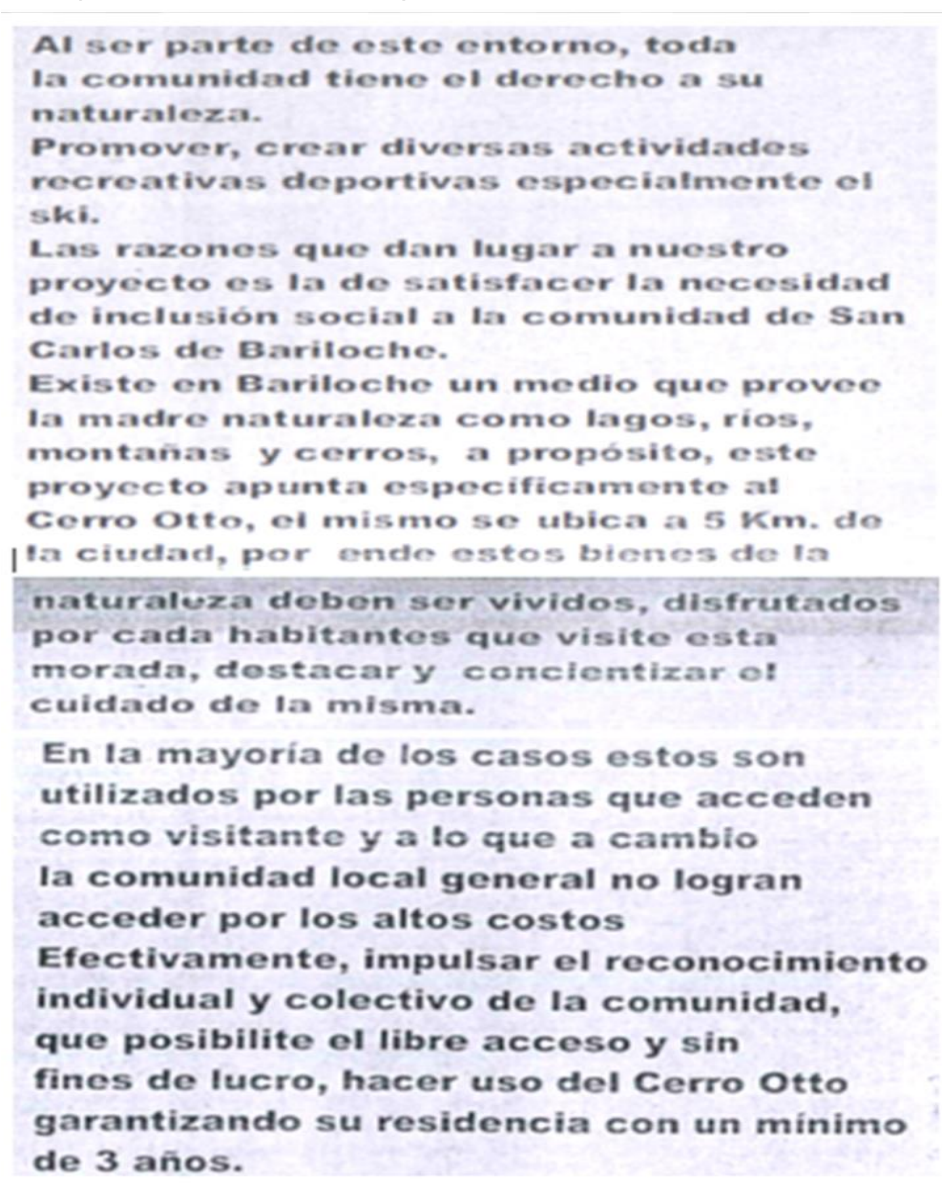 Al ser parte de este entorno, toda
la comunidad tiene el derecho a su
naturaleza.
Promover, crear diversas actividades
recreativas deportivas especialmente el
ski.
Las razones que dan lugar a nuestro
proyecto es la de satisfacer la necesidad
de inclusión social a la comunidad de San
Carlos de Bariloche.
Existe en Bariloche un medio que provee
la madre naturaleza como lagos, ríos,
montañas y cerros, a propósito, este
proyecto apunta específicamente al
Cerro Otto, el mismo se ubica a 5 Km. de
la ciudad, por ende estos bienes de la
naturaleza deben ser vividos, disfrutados
por cada habitantes que visite esta
morada, destacar y concientizar el
cuidado de la misma.
En la mayoría de los casos estos son
utilizados por las personas que acceden
como visitante y a lo que a cambio
la comunidad local general no logran
acceder por los altos costos
Efectivamente, impulsar el reconocimiento
individual y colectivo de la comunidad,
que posibilite el libre acceso y sin
fines de lucro, hacer uso del Cerro Otto
garantizando su residencia con un mínimo
de 3 años.